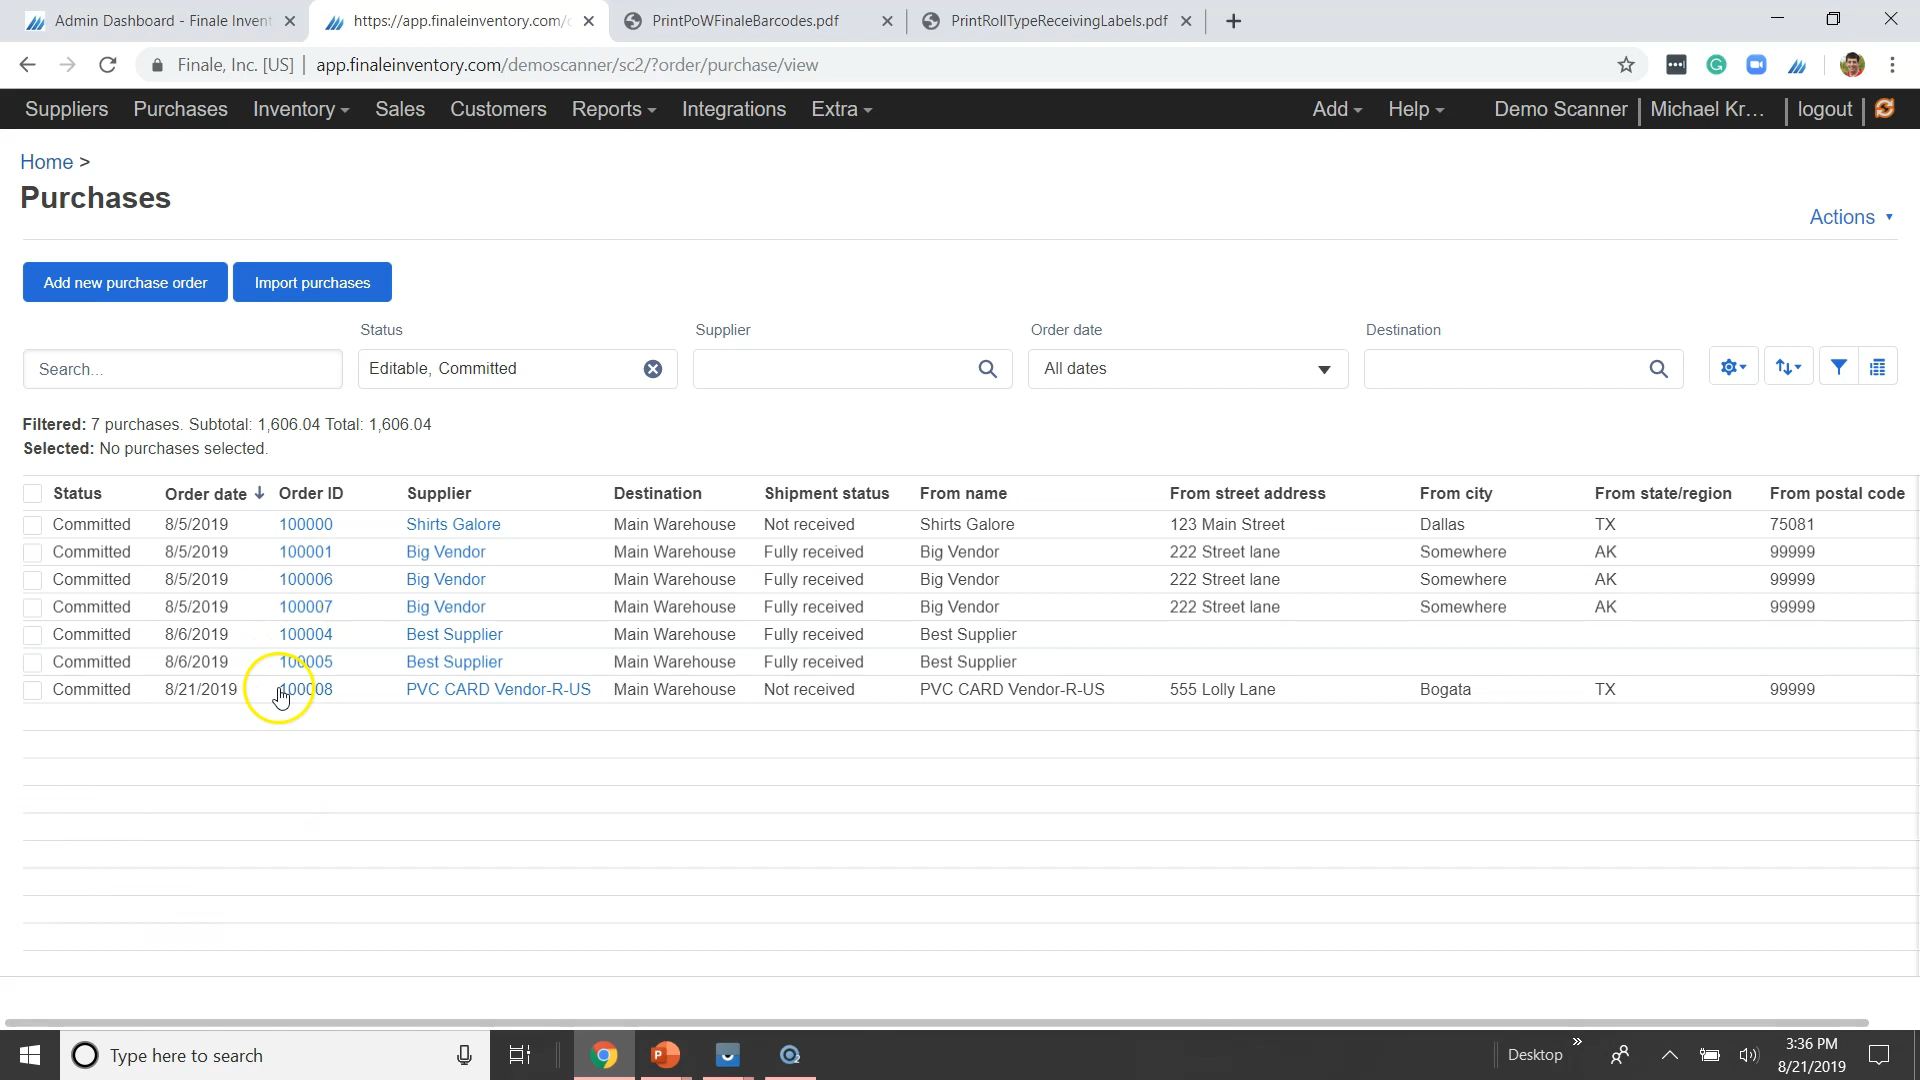 Admin Dashboard - Finale Invent
https://app.finaleinventory.com/
PrintPoWFinaleBarcodes.pdf
PrintRollTypeReceivingLabels.pdf
Finale, Inc. [US] | app.finaleinventory.com/demoscanner/sc2/?order/purchase/view
Suppliers Purchases Inventory Sales Customers Reports Integrations Extra Add Help Demo Scanner Michael Kr... logout
Home >
Purchases
Actions
Add new purchase order Import purchases
Status Supplier Order date Destination
Search... Editable, Committed All dates
Filtered: 7 purchases. Subtotal: 1,606.04 Total: 1,606.04
Selected: No purchases selected.
Status Order date Order ID Supplier Destination Shipment status From name From street address From city From state/region From postal code
Committed 8/5/2019 100000 Shirts Galore Main Warehouse Not received Shirts Galore 123 Main Street Dallas TX 75081
Committed 8/5/2019 100001 Big Vendor Main Warehouse Fully received Big Vendor 222 Street lane Somewhere AK 99999
Committed 8/5/2019 100006 Big Vendor Main Warehouse Fully received Big Vendor 222 Street lane Somewhere AK 99999
Committed 8/5/2019 100007 Big Vendor Main Warehouse Fully received Big Vendor 222 Street lane Somewhere AK 99999
Committed 8/6/2019 100004 Best Supplier Main Warehouse Fully received Best Supplier
Committed 8/6/2019 100005 Best Supplier Main Warehouse Fully received Best Supplier
Committed 8/21/2019 100008 PVC CARD Vendor-R-US Main Warehouse Not received PVC CARD Vendor-R-US 555 Lolly Lane Bogata TX 99999
Type here to search
Desktop
3:36 PM
8/21/2019